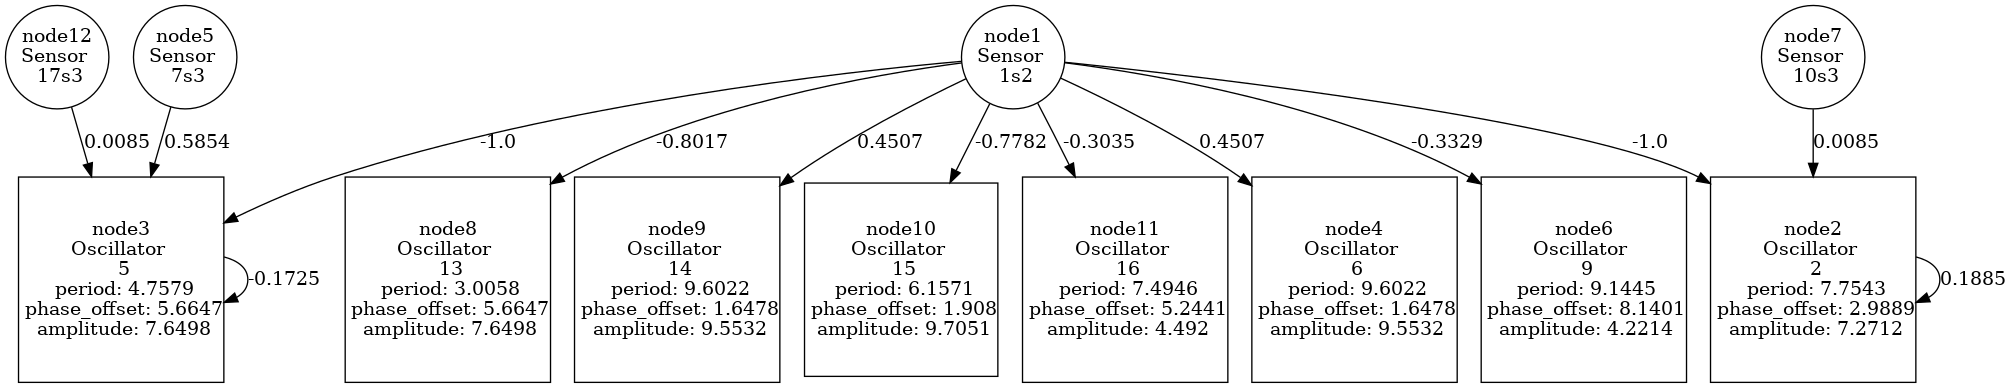 node12
Sensor
17s3
node5
Sensor
7s3
node1
Sensor
1s2
node7
Sensor
10s3
0.0085
0.5854
-1.0
-0.8017
0.4507
-0.7782
-0.3035
0.4507
-0.3329
-1.0
0.0085
node3
Oscillator
5
period: 4.7579
phase_offset: 5.6647
amplitude: 7.6498
-0.1725
node8
Oscillator
13
period: 3.0058
phase_offset: 5.6647
amplitude: 7.6498
node9
Oscillator
14
period: 9.6022
phase_offset: 1.6478
amplitude: 9.5532
node10
Oscillator
15
period: 6.1571
phase_offset: 1.908
amplitude: 9.7051
node11
Oscillator
16
period: 7.4946
phase_offset: 5.2441
amplitude: 4.492
node4
Oscillator
6
period: 9.6022
phase_offset: 1.6478
amplitude: 9.5532
node6
Oscillator
9
period: 9.1445
phase_offset: 8.1401
amplitude: 4.2214
node2
Oscillator
2
period: 7.7543
phase_offset: 2.9889
amplitude: 7.2712
0.1885